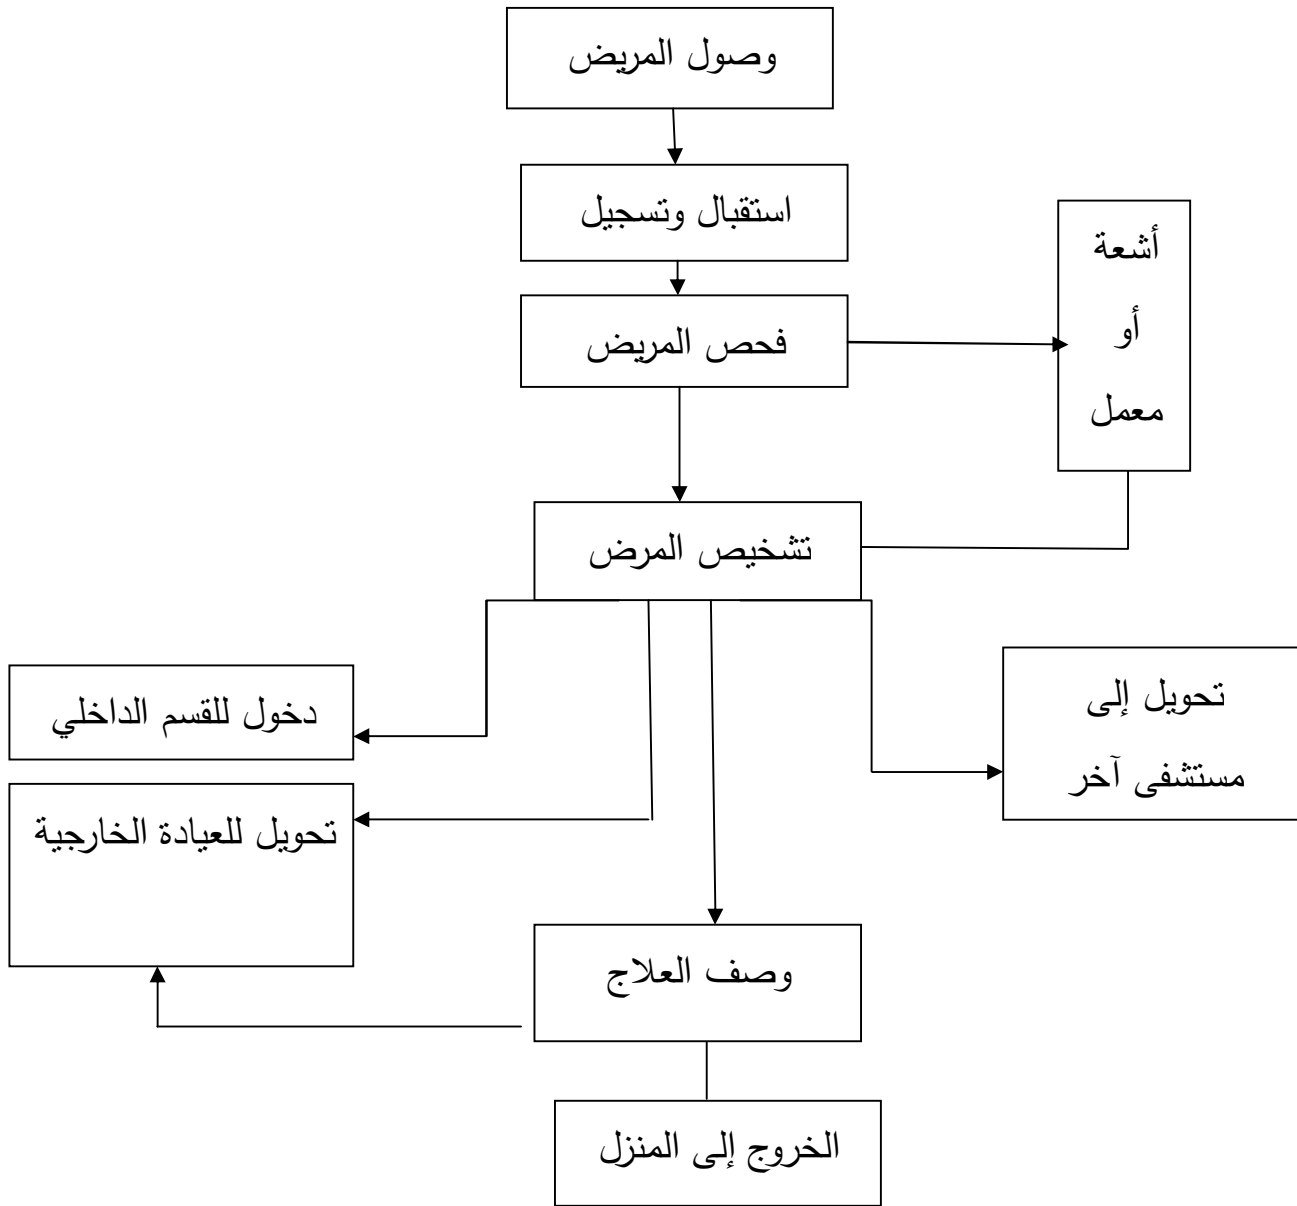 وصول المريض
استقبال وتسجيل
فحص المريض
أشعة
أو
معمل
تشخيص المرض
دخول للقسم الداخلي
تحويل إلى
مستشفى آخر
تحويل للعيادة الخارجية
وصف العلاج
الخروج إلى المنزل